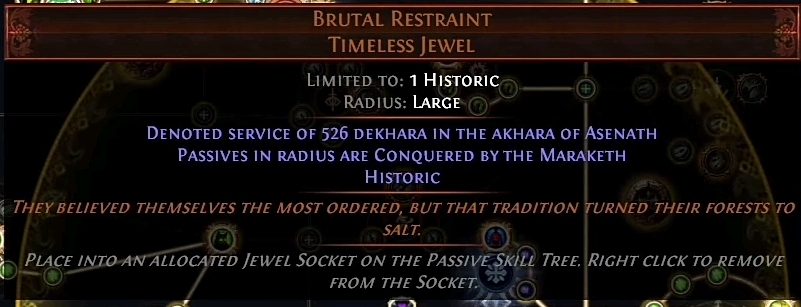 Brutal Restraint
Timeless Jewel
Limited to: 1 Historic
Radius: Large
Denoted service of 526 dekhara in the akhara of Asenath
Passives in radius are Conquered by the Maraketh
Historic
They believed themselves the most ordered, but that tradition turned their forests to
salt.
Place into an allocated Jewel Socket on the Passive Skill Tree. Right click to remove
from the Socket.